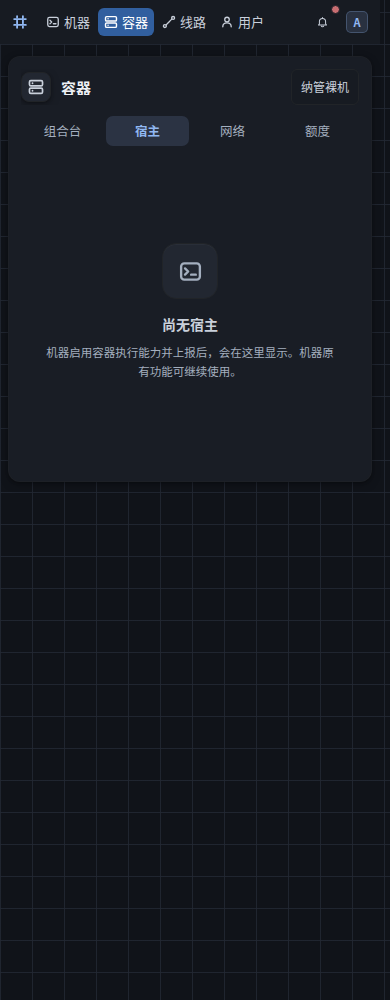 机器
容器
线路
用户
A
容器
纳管裸机
组合台
宿主
网络
额度
尚无宿主
机器启用容器执行能力并上报后，会在这里显示。机器原
有功能可继续使用。